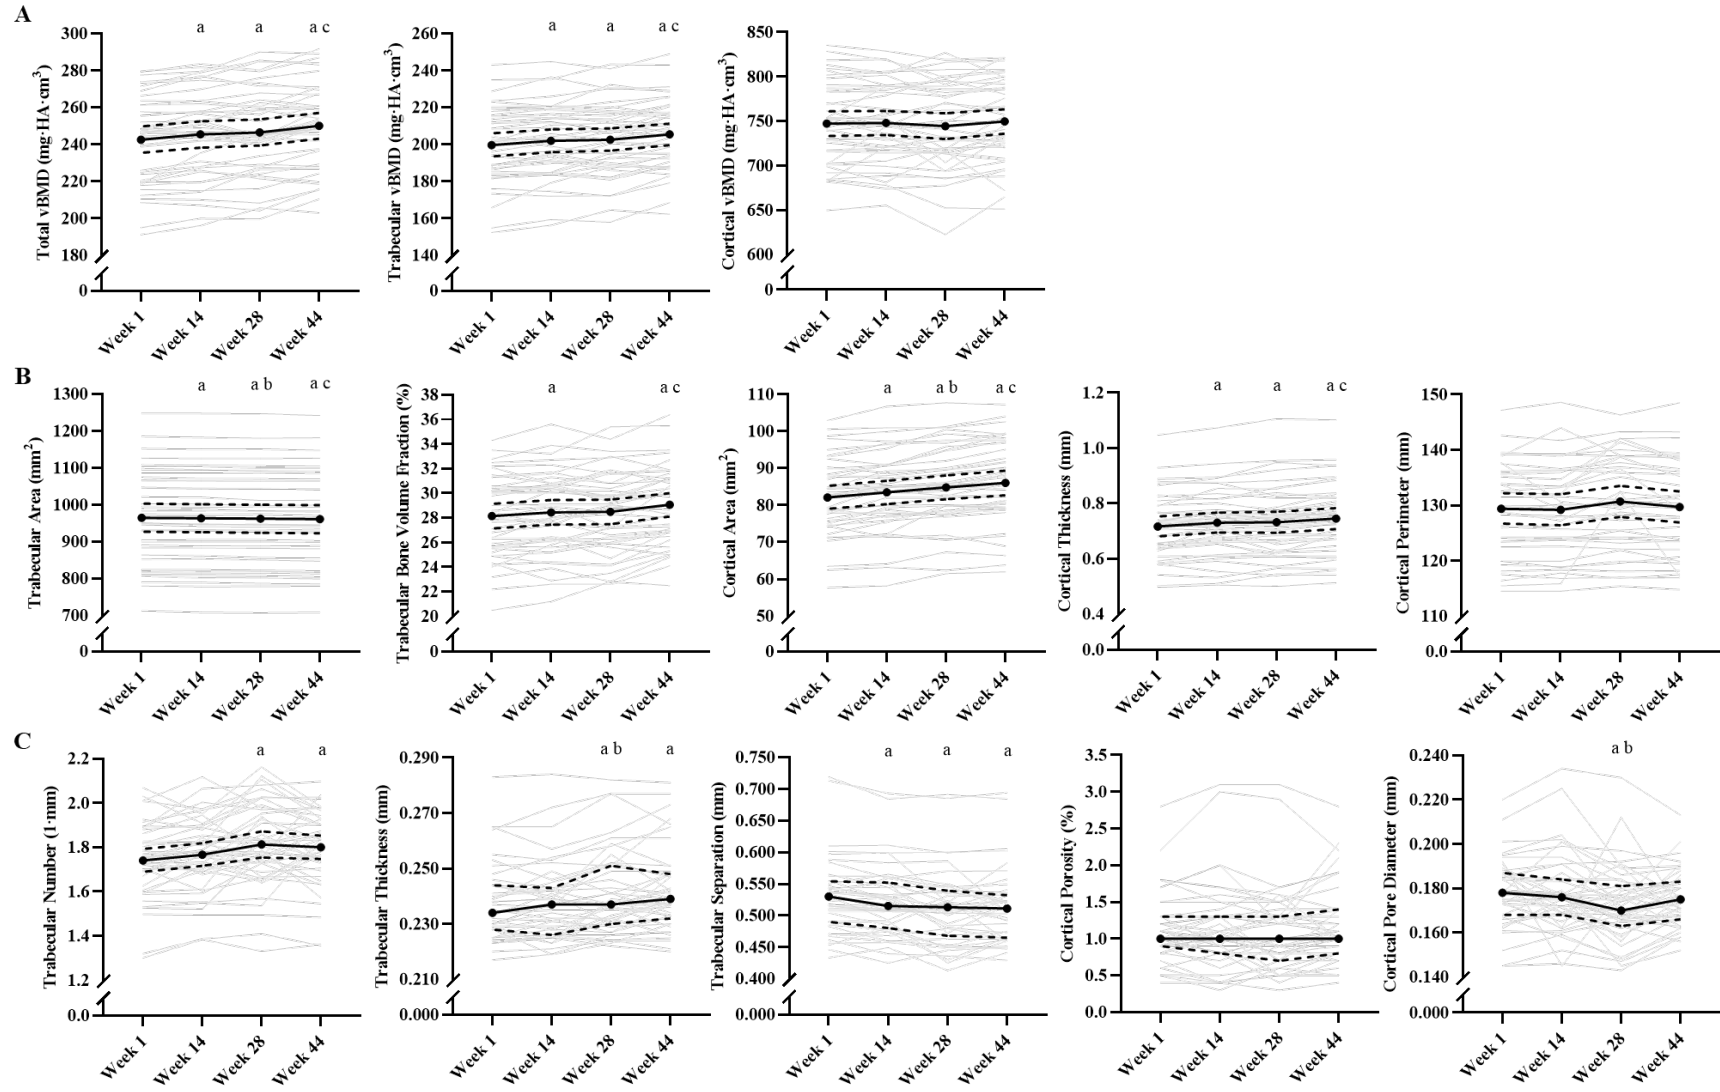 A
Total vBMD (mg·HA·cm³)
300
280
260
240
220
200
180
0
a
a
a c
Week 1
Week 14
Week 28
Week 44
Trabecular vBMD (mg·HA·cm³)
260
240
220
200
180
160
140
0
a
a
a c
Week 1
Week 14
Week 28
Week 44
Cortical vBMD (mg·HA·cm³)
850
800
750
700
650
600
0
Week 1
Week 14
Week 28
Week 44
B
Trabecular Area (mm²)
1300
1200
1100
1000
900
800
700
0
a
a b
a c
Week 1
Week 14
Week 28
Week 44
Trabecular Bone Volume Fraction (%)
38
36
34
32
30
28
26
24
22
20
0
a
a c
Week 1
Week 14
Week 28
Week 44
Cortical Area (mm²)
110
100
90
80
70
60
50
0
a
a b
a c
Week 1
Week 14
Week 28
Week 44
Cortical Thickness (mm)
1.2
1.0
0.8
0.6
0.4
0.0
a
a
a c
Week 1
Week 14
Week 28
Week 44
Cortical Perimeter (mm)
150
140
130
120
110
0.0
Week 1
Week 14
Week 28
Week 44
C
Trabecular Number (1·mm)
2.2
2.0
1.8
1.6
1.4
1.2
0.0
a
a
Week 1
Week 14
Week 28
Week 44
Trabecular Thickness (mm)
0.290
0.270
0.250
0.230
0.210
0.000
a b
a
Week 1
Week 14
Week 28
Week 44
Trabecular Separation (mm)
0.750
0.700
0.650
0.600
0.550
0.500
0.450
0.400
0.000
a
a
a
Week 1
Week 14
Week 28
Week 44
Cortical Porosity (%)
3.5
3.0
2.5
2.0
1.5
1.0
0.5
0.0
Week 1
Week 14
Week 28
Week 44
Cortical Pore Diameter (mm)
0.240
0.220
0.200
0.180
0.160
0.140
0.000
a b
Week 1
Week 14
Week 28
Week 44